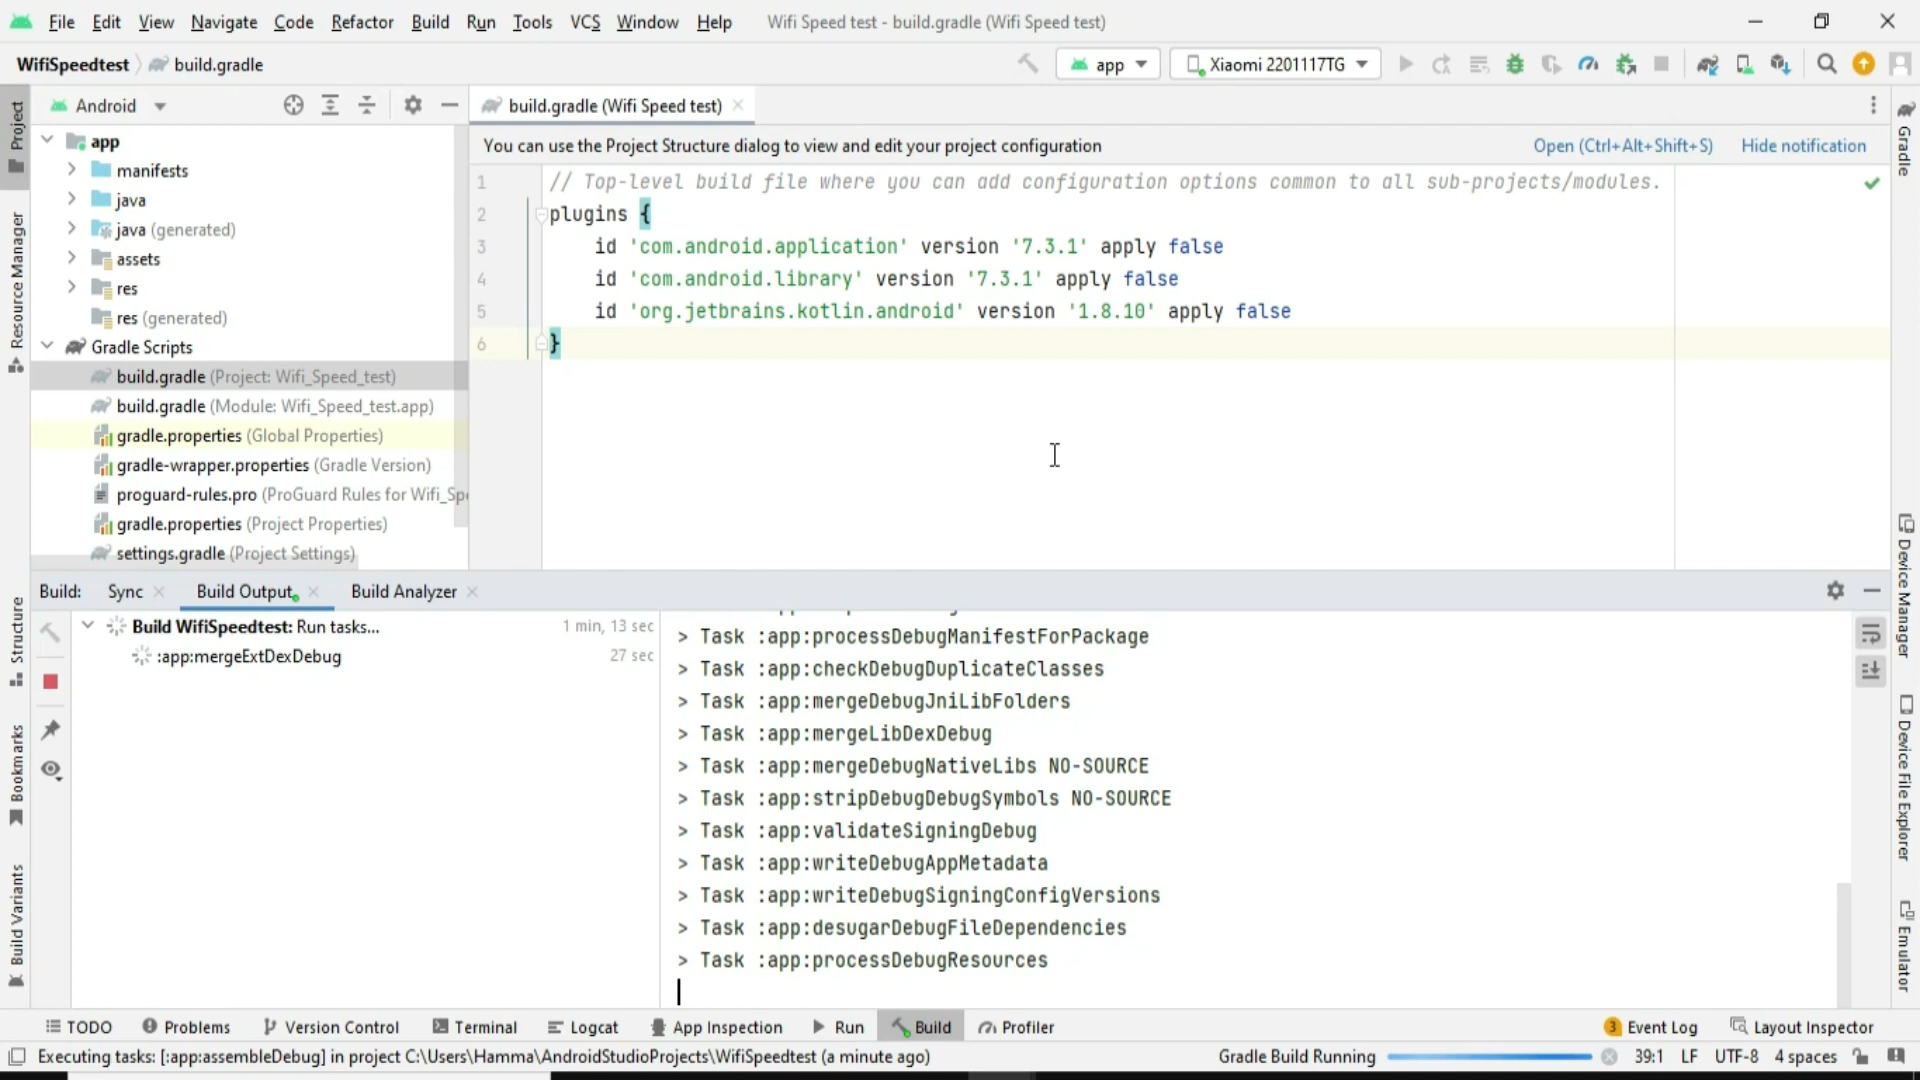 File Edit View Navigate Code Refactor Build Run Tools VCS Window Help Wifi Speed test - build.gradle (Wifi Speed test)
WifiSpeedtest build.gradle app Xiaomi 2201117TG
Android build.gradle (Wifi Speed test)
You can use the Project Structure dialog to view and edit your project configuration Open (Ctrl+Alt+Shift+S) Hide notification
Project
Resource Manager
Structure
Bookmarks
Build Variants
app
manifests
java
java (generated)
assets
res
res (generated)
Gradle Scripts
build.gradle (Project: Wifi_Speed_test)
build.gradle (Module: Wifi_Speed_test.app)
gradle.properties (Global Properties)
gradle-wrapper.properties (Gradle Version)
proguard-rules.pro (ProGuard Rules for Wifi_Sp
gradle.properties (Project Properties)
settings.gradle (Project Settings)
1 // Top-level build file where you can add configuration options common to all sub-projects/modules.
2 plugins {
3 id 'com.android.application' version '7.3.1' apply false
4 id 'com.android.library' version '7.3.1' apply false
5 id 'org.jetbrains.kotlin.android' version '1.8.10' apply false
6 }
Gradle
Device Manager
Device File Explorer
Emulator
Build: Sync Build Output Build Analyzer
Build WifiSpeedtest: Run tasks... 1 min, 13 sec
:app:mergeExtDexDebug 27 sec
> Task :app:processDebugManifestForPackage
> Task :app:checkDebugDuplicateClasses
> Task :app:mergeDebugJniLibFolders
> Task :app:mergeLibDexDebug
> Task :app:mergeDebugNativeLibs NO-SOURCE
> Task :app:stripDebugDebugSymbols NO-SOURCE
> Task :app:validateSigningDebug
> Task :app:writeDebugAppMetadata
> Task :app:writeDebugSigningConfigVersions
> Task :app:desugarDebugFileDependencies
> Task :app:processDebugResources
TODO Problems Version Control Terminal Logcat App Inspection Run Build Profiler 3 Event Log Layout Inspector
Executing tasks: [:app:assembleDebug] in project C:\Users\Hamma\AndroidStudioProjects\WifiSpeedtest (a minute ago) Gradle Build Running 39:1 LF UTF-8 4 spaces